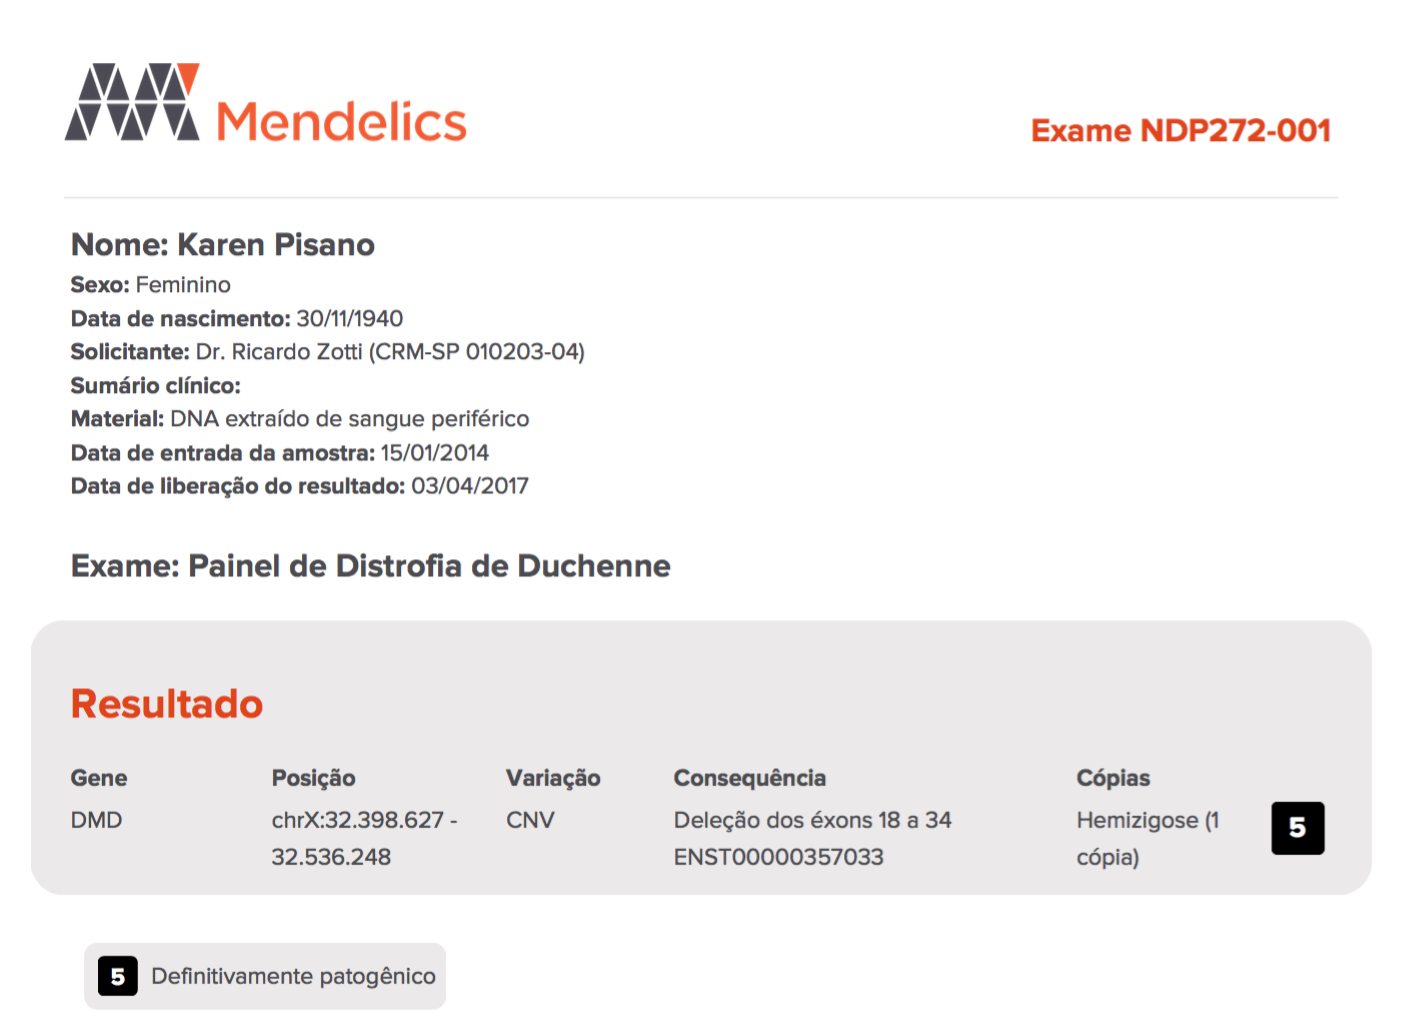 Mendelics
Exame NDP272-001
Nome: Karen Pisano
Sexo: Feminino
Data de nascimento: 30/11/1940
Solicitante: Dr. Ricardo Zotti (CRM-SP 010203-04)
Sumário clínico:
Material: DNA extraído de sangue periférico
Data de entrada da amostra: 15/01/2014
Data de liberação do resultado: 03/04/2017
Exame: Painel de Distrofia de Duchenne
Resultado
Gene Posição Variação Consequência Cópias
DMD chrX:32.398.627 - CNV Deleção dos éxons 18 a 34 Hemizigose (1 5
32.536.248 ENST00000357033 cópia)
5 Definitivamente patogênico